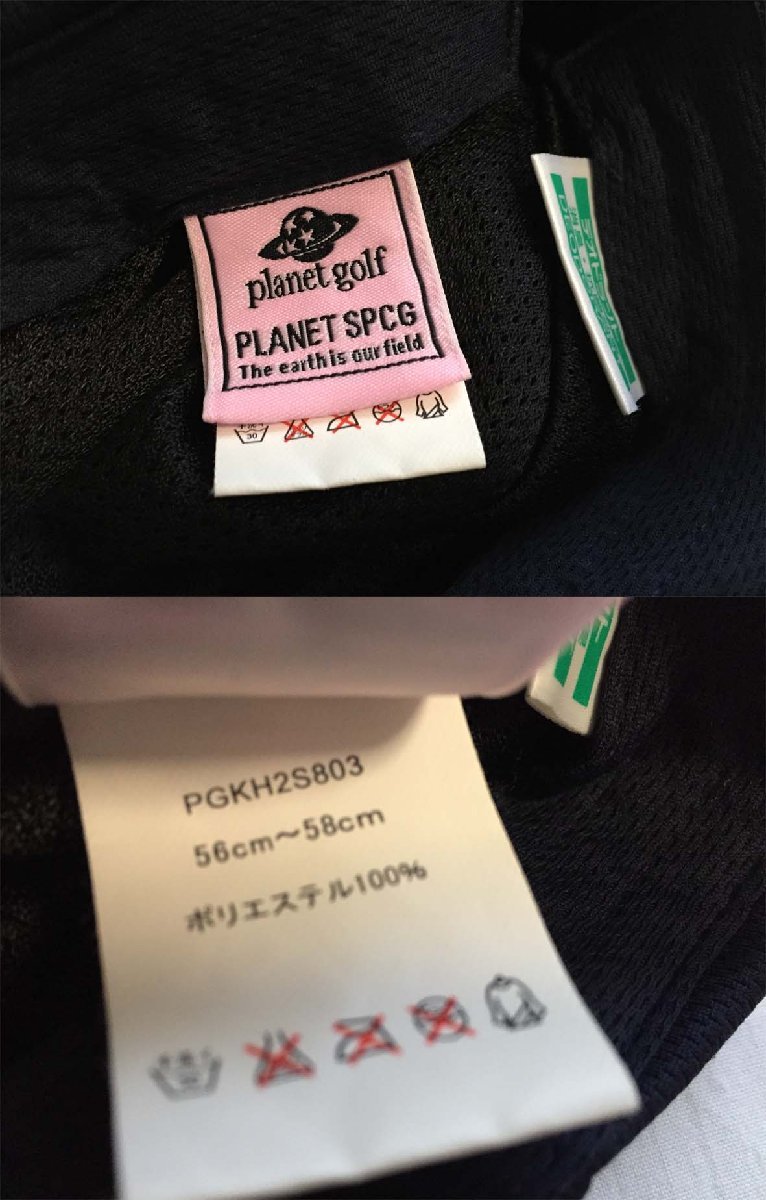 planet golf
PLANET SPCG
The earth is our field
30
PGKH2S803
56cm〜58cm
ポリエステル100%